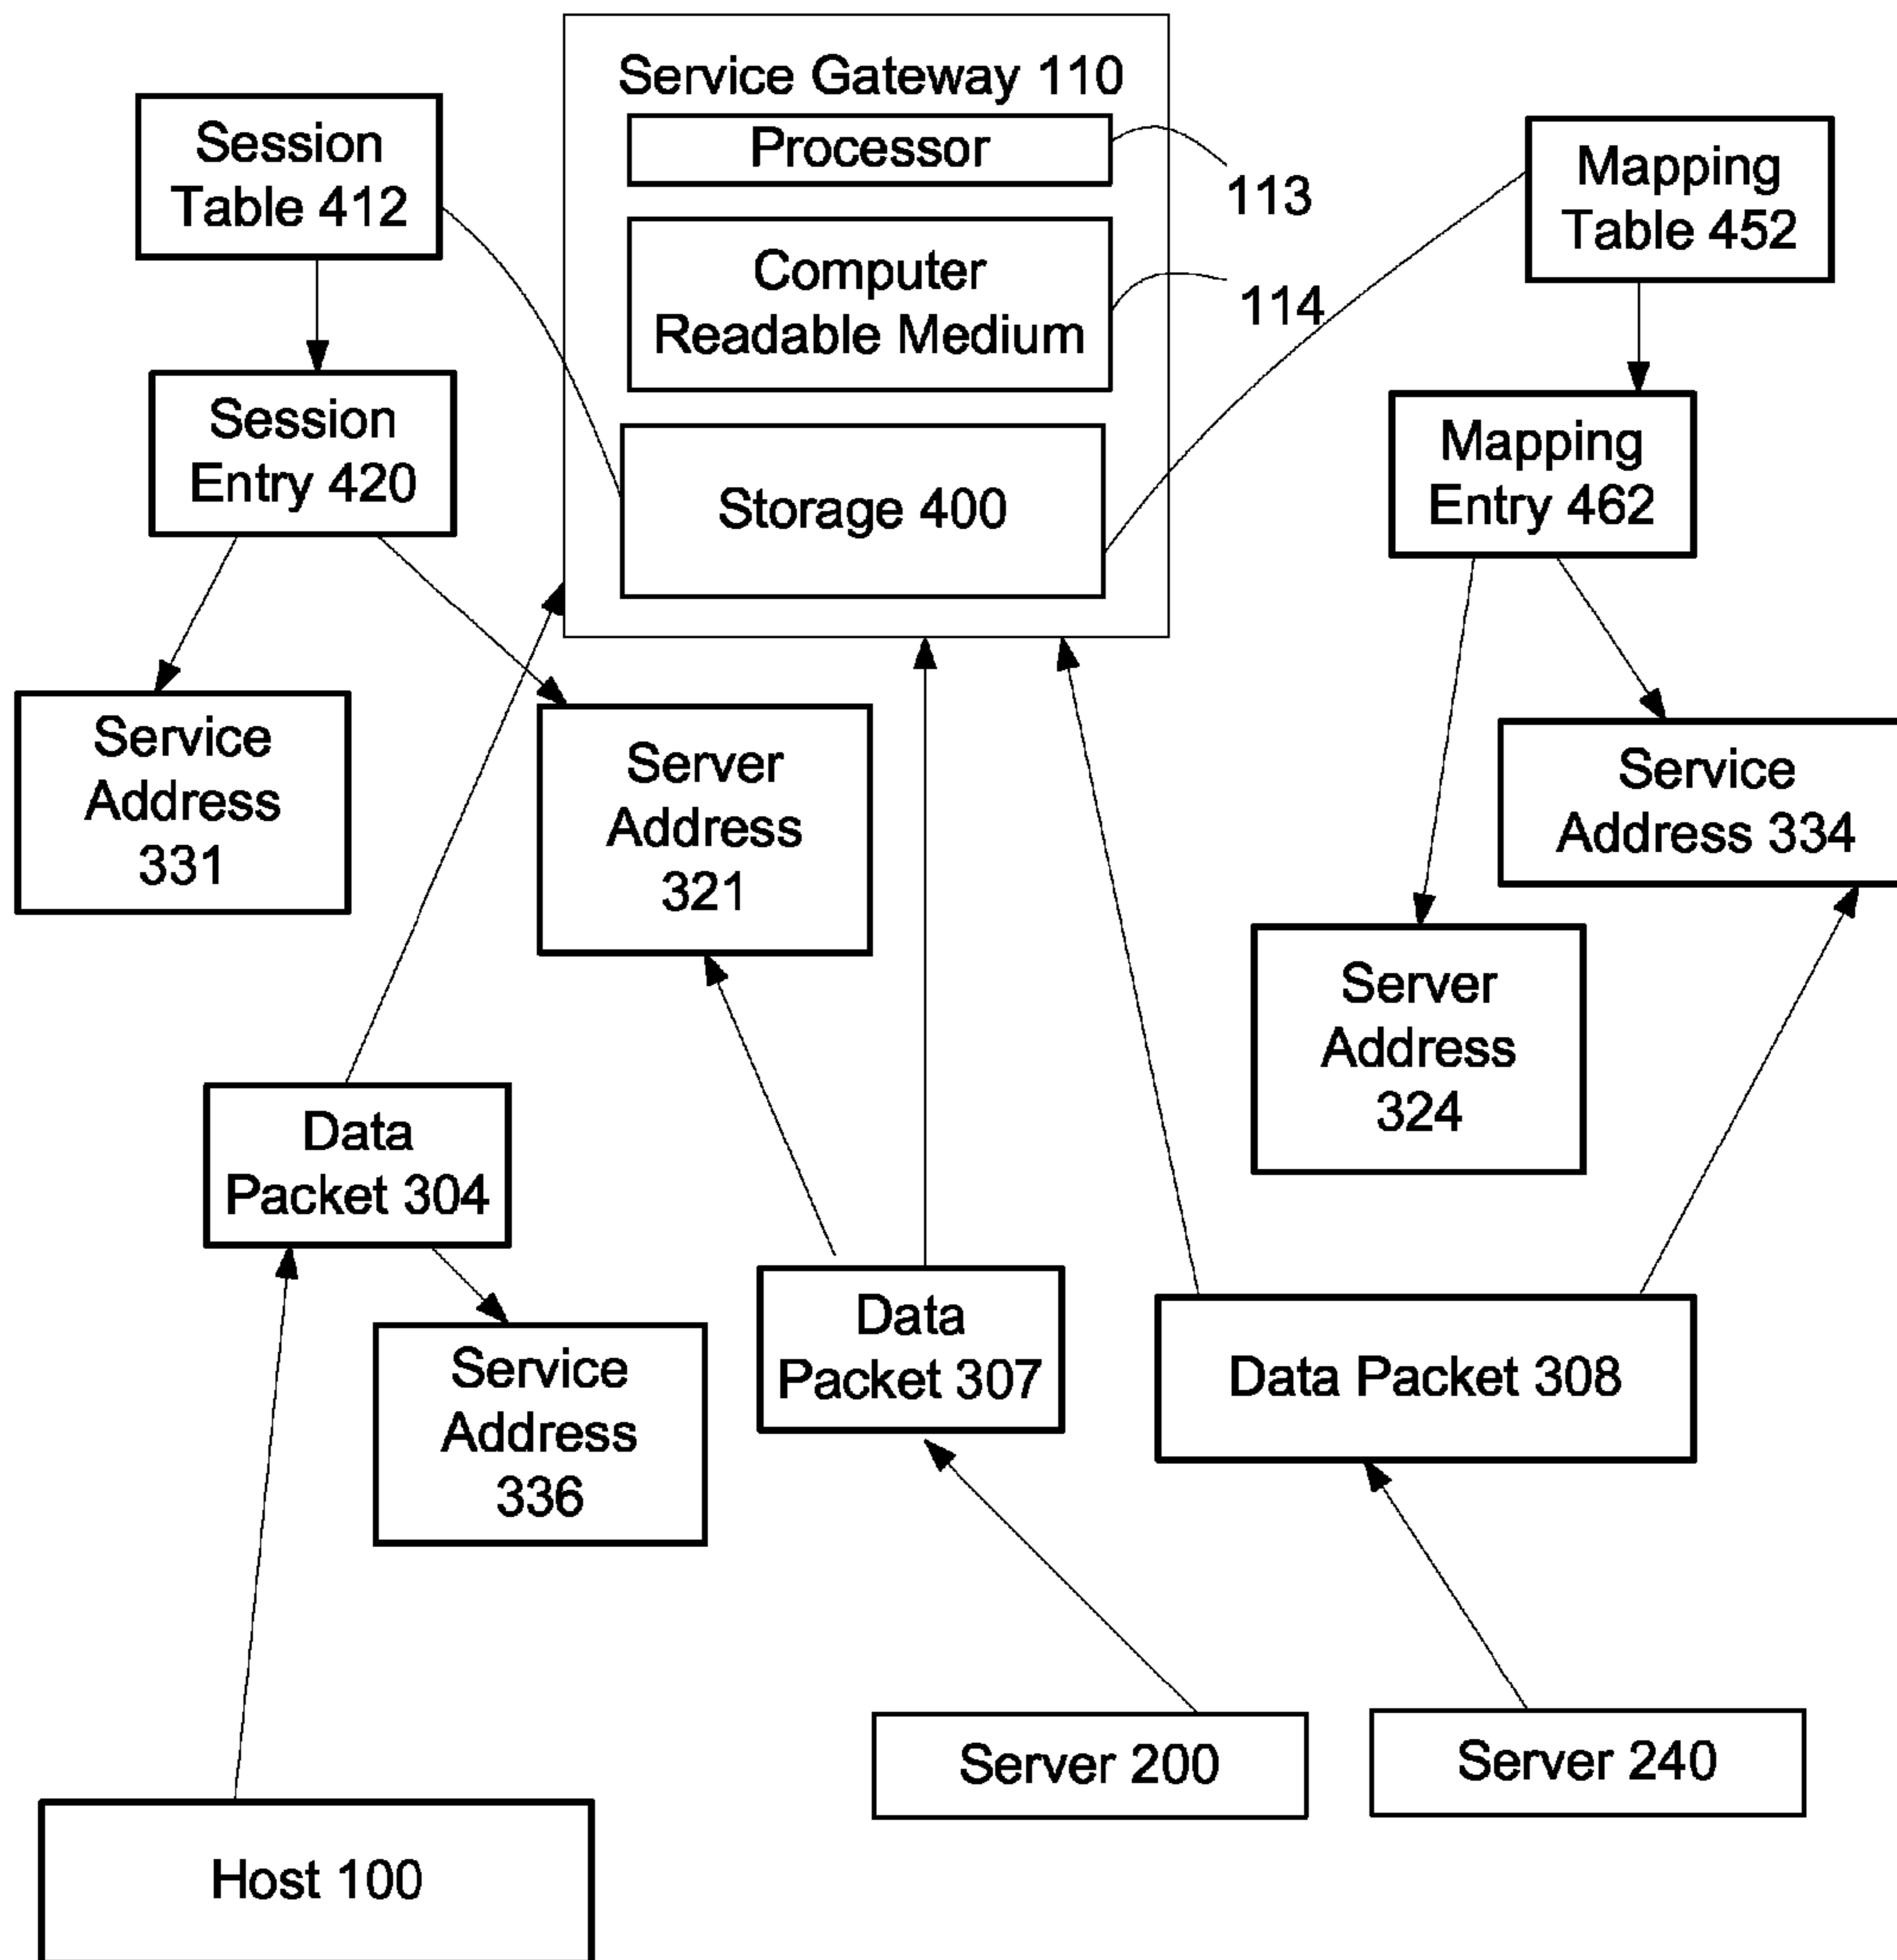 Service Gateway 110
Processor
113
Computer
Readable Medium
114
Storage 400
Session
Table 412
Session
Entry 420
Mapping
Table 452
Mapping
Entry 462
Service
Address
331
Server
Address
321
Service
Address 334
Server
Address
324
Data
Packet 304
Service
Address
336
Data
Packet 307
Data Packet 308
Server 200
Server 240
Host 100